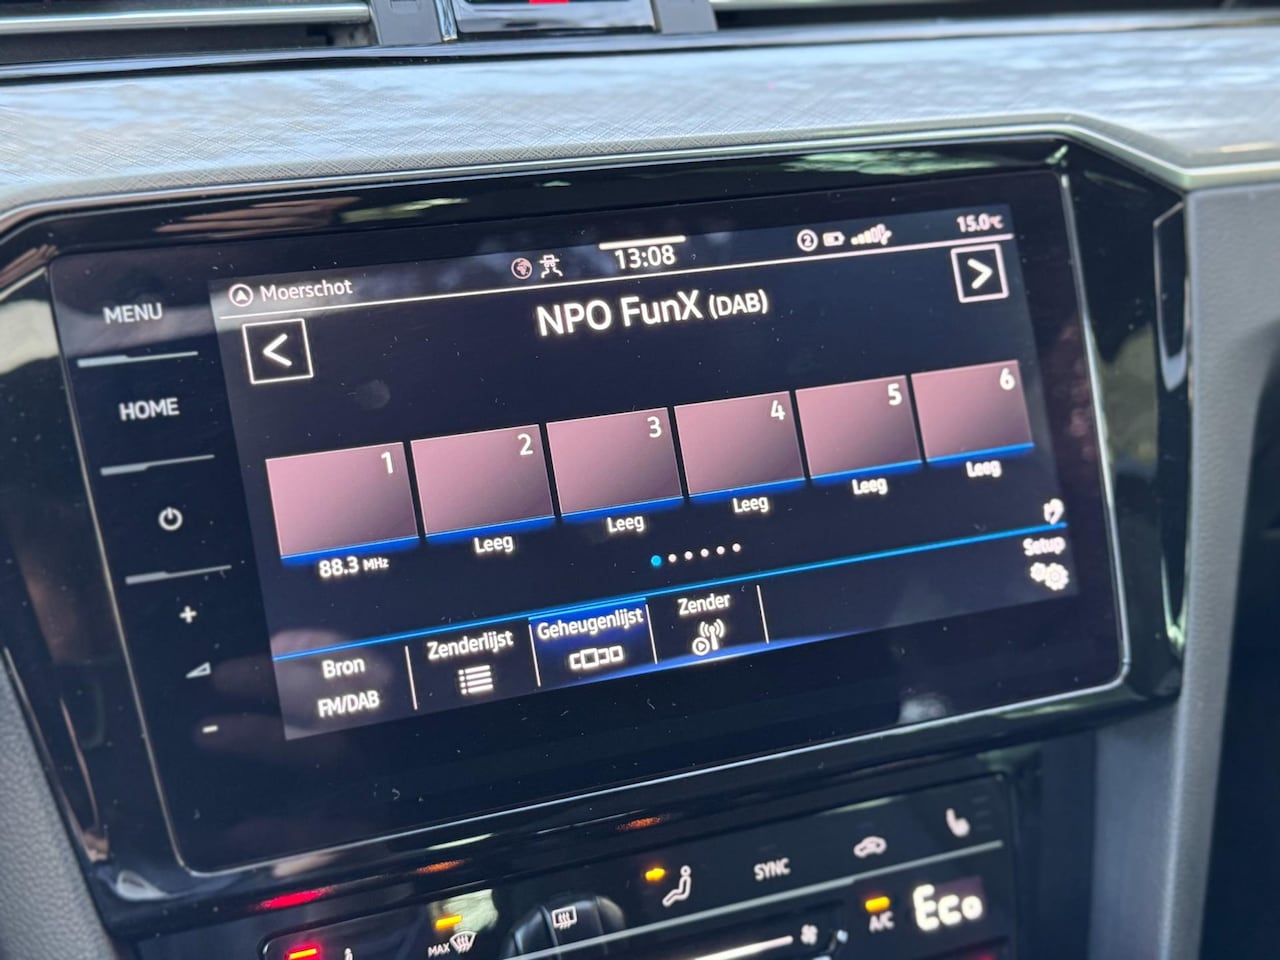 MENU
HOME
+
-
Moerschot
13:08
2
15.0°C
<
NPO FunX (DAB)
>
1
2
3
4
5
6
88.3 MHz
Leeg
Leeg
Leeg
Leeg
Leeg
Bron
FM/DAB
Zenderlijst
Geheugenlijst
Zender
Setup
MAX
SYNC
A/C
Eco